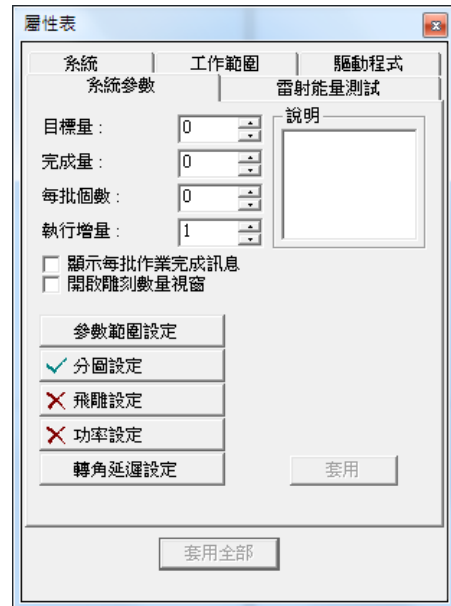 屬性表
系統 工作範圍 驅動程式
系統參數 雷射能量測試
目標量 : 0 說明
完成量 : 0
每批個數 : 0
執行增量 : 1
顯示每批作業完成訊息
開啟雕刻數量視窗
參數範圍設定
分圖設定
飛雕設定
功率設定
轉角延遲設定 套用
套用全部